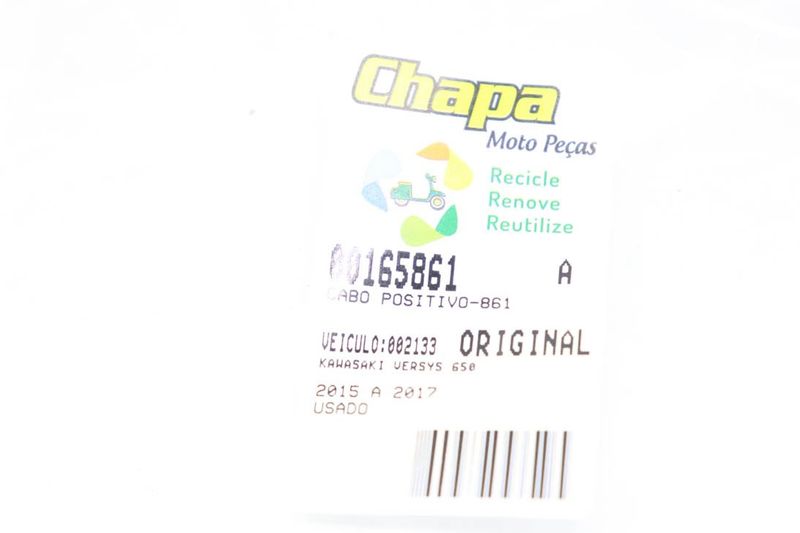 Chapa
Moto Peças
Recicle
Renove
Reutilize
00165861 A
CABO POSITIVO-861
VEICULO:002133 ORIGINAL
KAWASAKI VERSYS 650
2015 A 2017
USADO